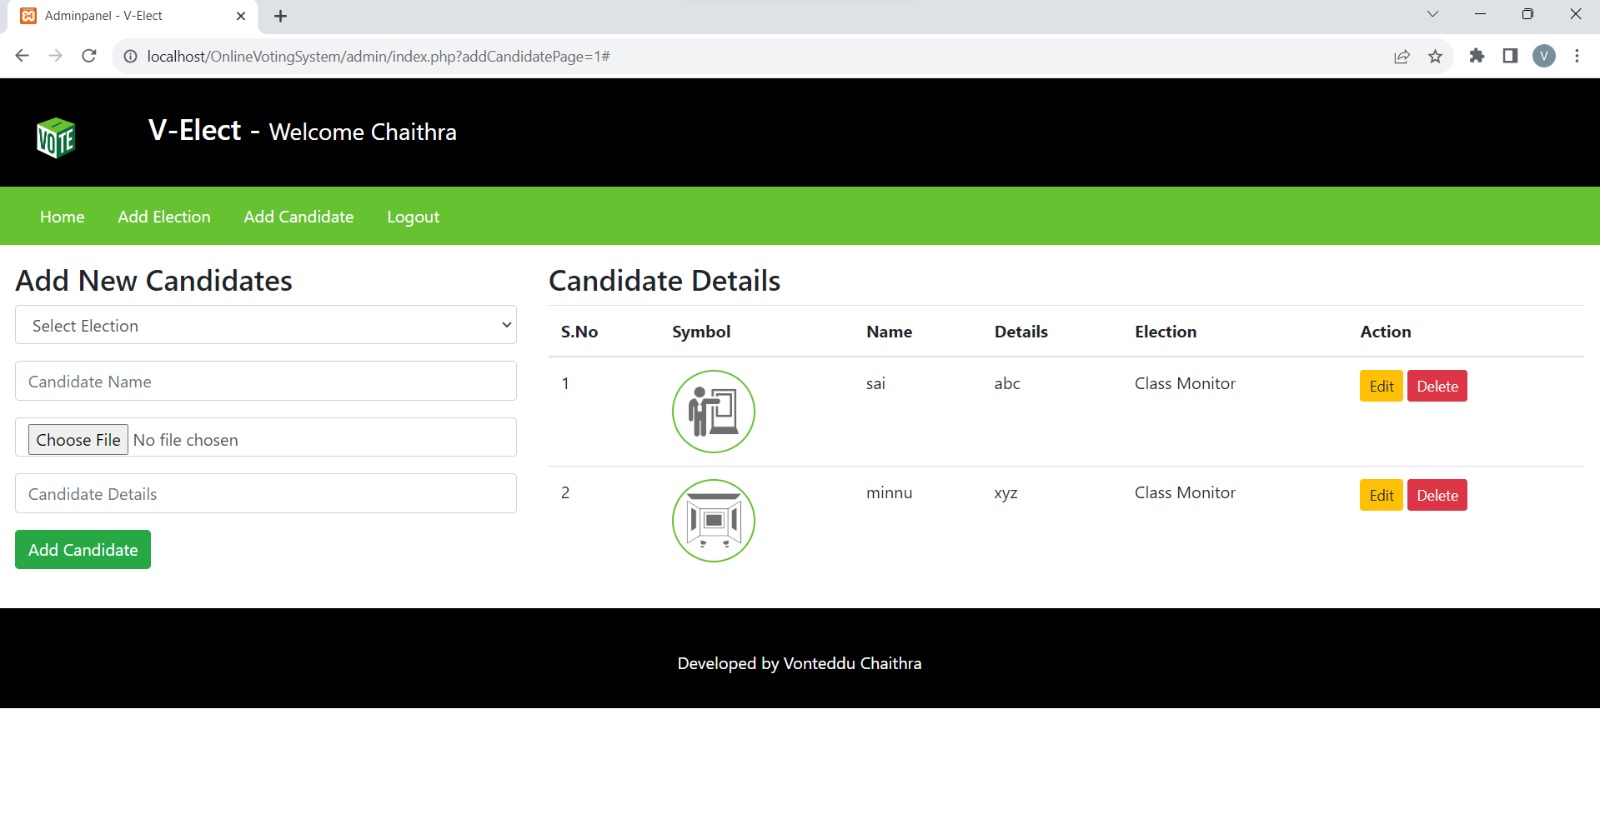 Adminpanel - V-Elect
localhost/OnlineVotingSystem/admin/index.php?addCandidatePage=1#
V
VOTE
V-Elect - Welcome Chaithra
Home Add Election Add Candidate Logout
Add New Candidates
Select Election
Candidate Name
Choose File No file chosen
Candidate Details
Add Candidate
Candidate Details
S.No Symbol Name Details Election Action
1 sai abc Class Monitor Edit Delete
2 minnu xyz Class Monitor Edit Delete
Developed by Vonteddu Chaithra